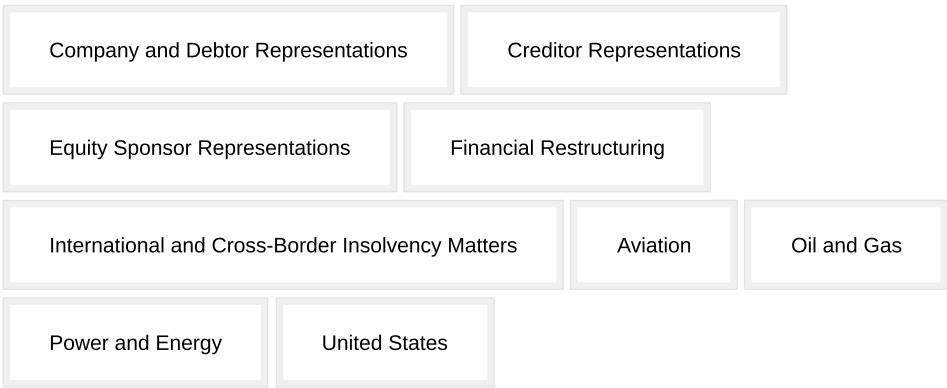 Company and Debtor Representations
Creditor Representations
Equity Sponsor Representations
Financial Restructuring
International and Cross-Border Insolvency Matters
Aviation
Oil and Gas
Power and Energy
United States